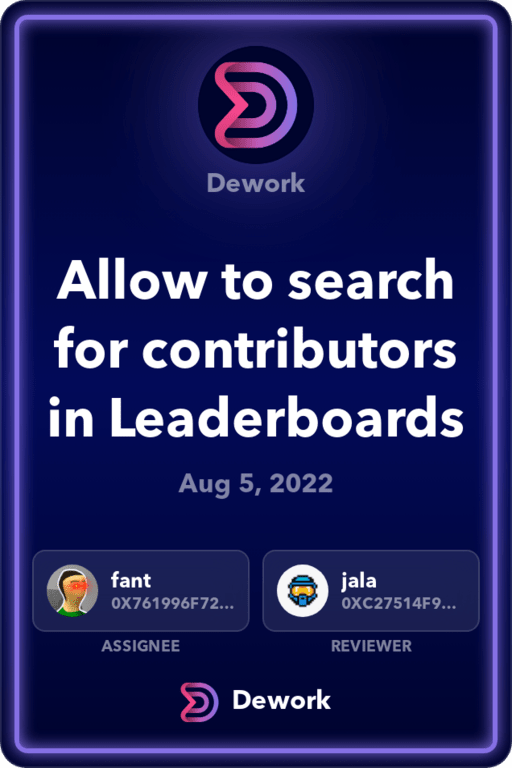 Dework
Allow to search
for contributors
in Leaderboards
Aug 5, 2022
fant
0X761996F72...
jala
0XC27514F9...
ASSIGNEE
REVIEWER
Dework